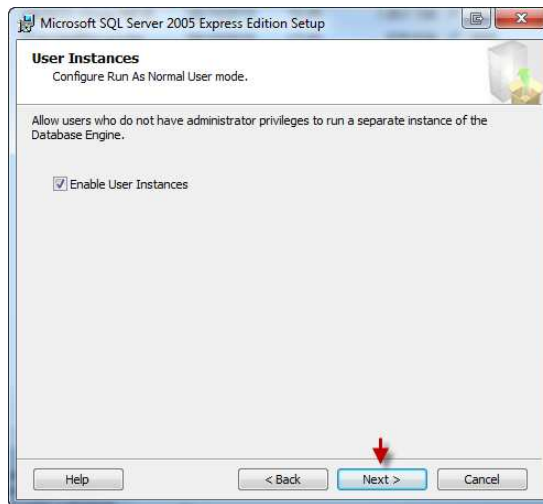 Microsoft SQL Server 2005 Express Edition Setup
User Instances
Configure Run As Normal User mode.
Allow users who do not have administrator privileges to run a separate instance of the
Database Engine.
Enable User Instances
Help
< Back
Next >
Cancel